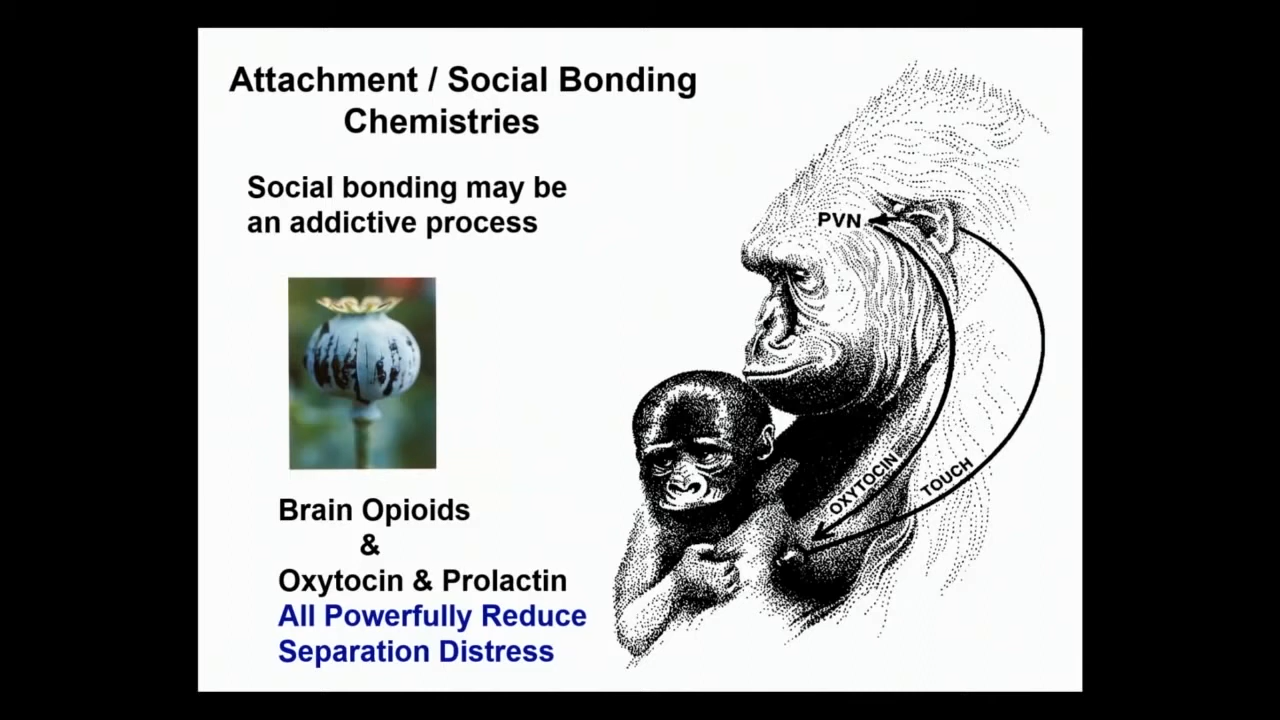 Attachment / Social Bonding
Chemistries
Social bonding may be
an addictive process
PVN
OXYTOCIN
TOUCH
Brain Opioids
&
Oxytocin & Prolactin
All Powerfully Reduce
Separation Distress